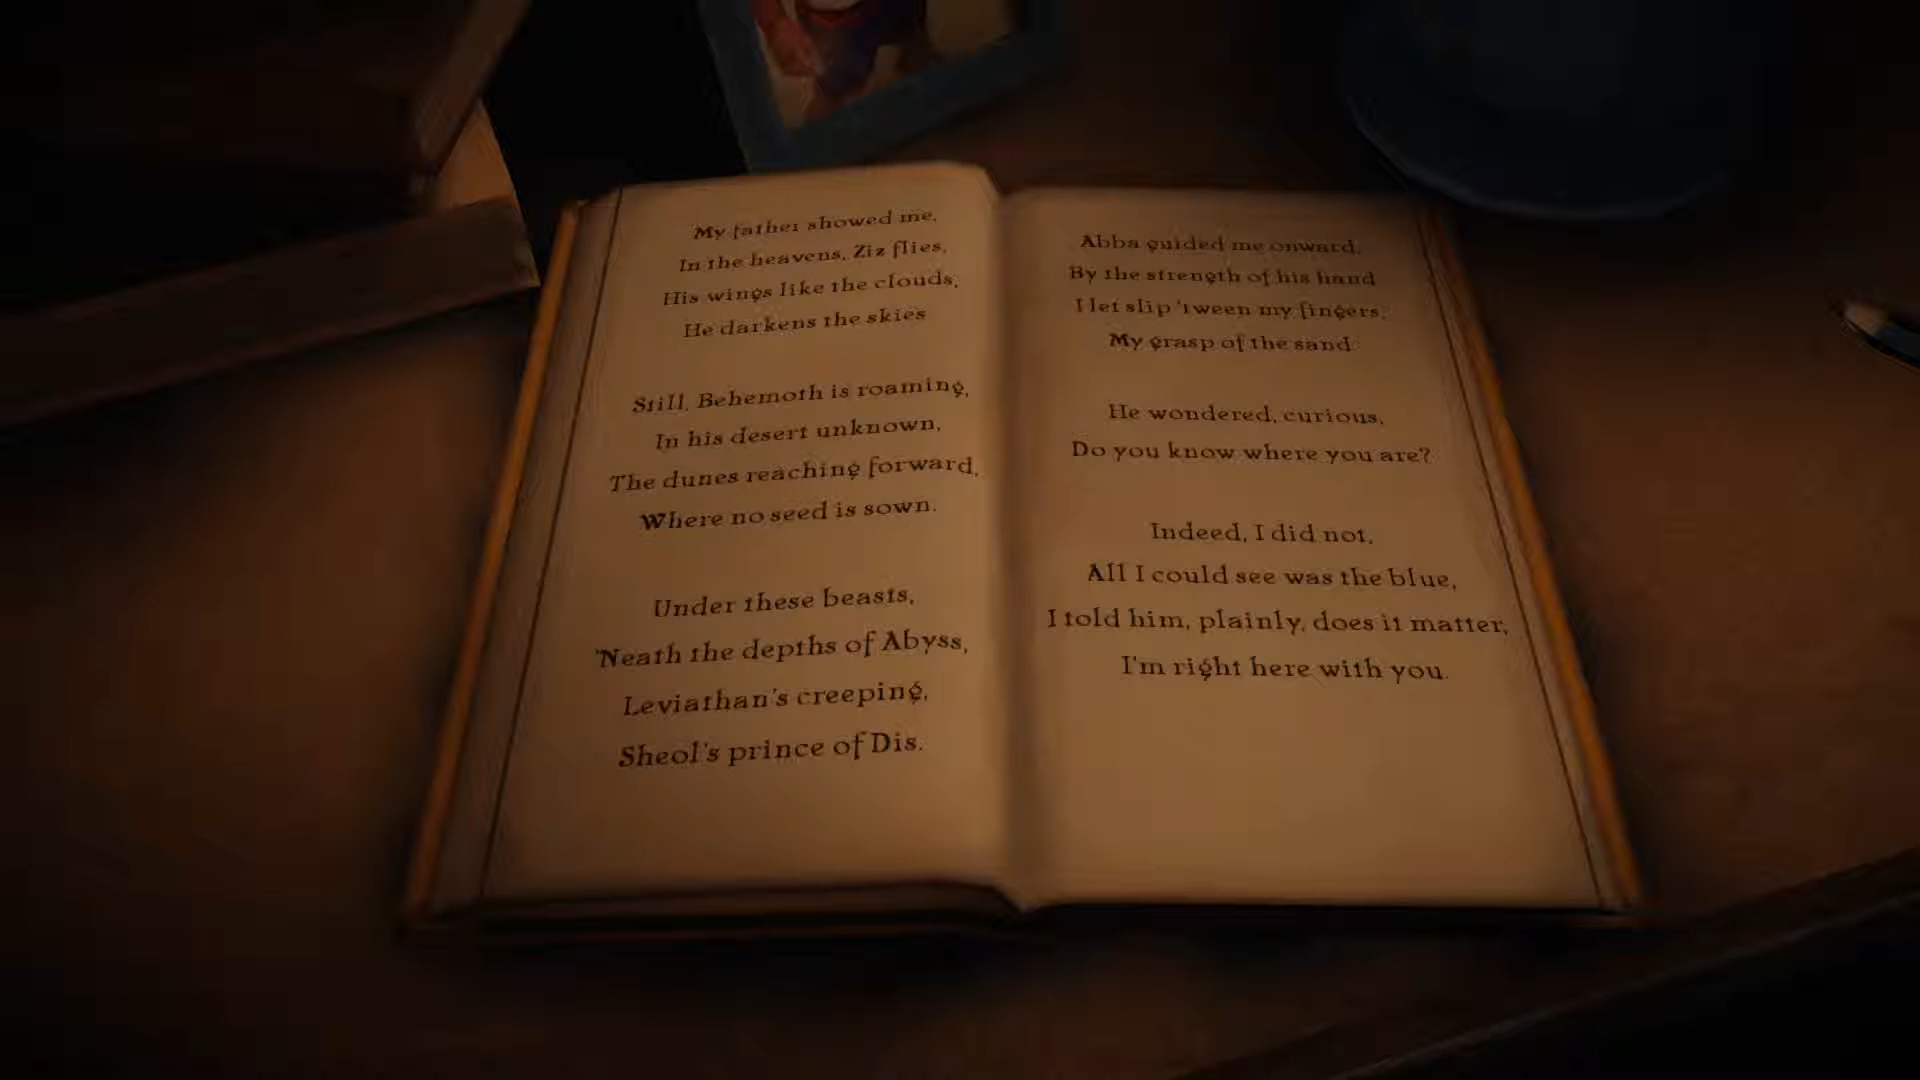 My father showed me,
In the heavens, Ziz flies,
His wings like the clouds,
He darkens the skies
Still, Behemoth is roaming,
In his desert unknown,
The dunes reaching forward,
Where no seed is sown.
Under these beasts,
'Neath the depths of Abyss,
Leviathan's creeping,
Sheol's prince of Dis.
Abba guided me onward,
By the strength of his hand
I let slip 'tween my fingers,
My grasp of the sand.
He wondered, curious,
Do you know where you are?
Indeed, I did not,
All I could see was the blue,
I told him, plainly, does it matter,
I'm right here with you.